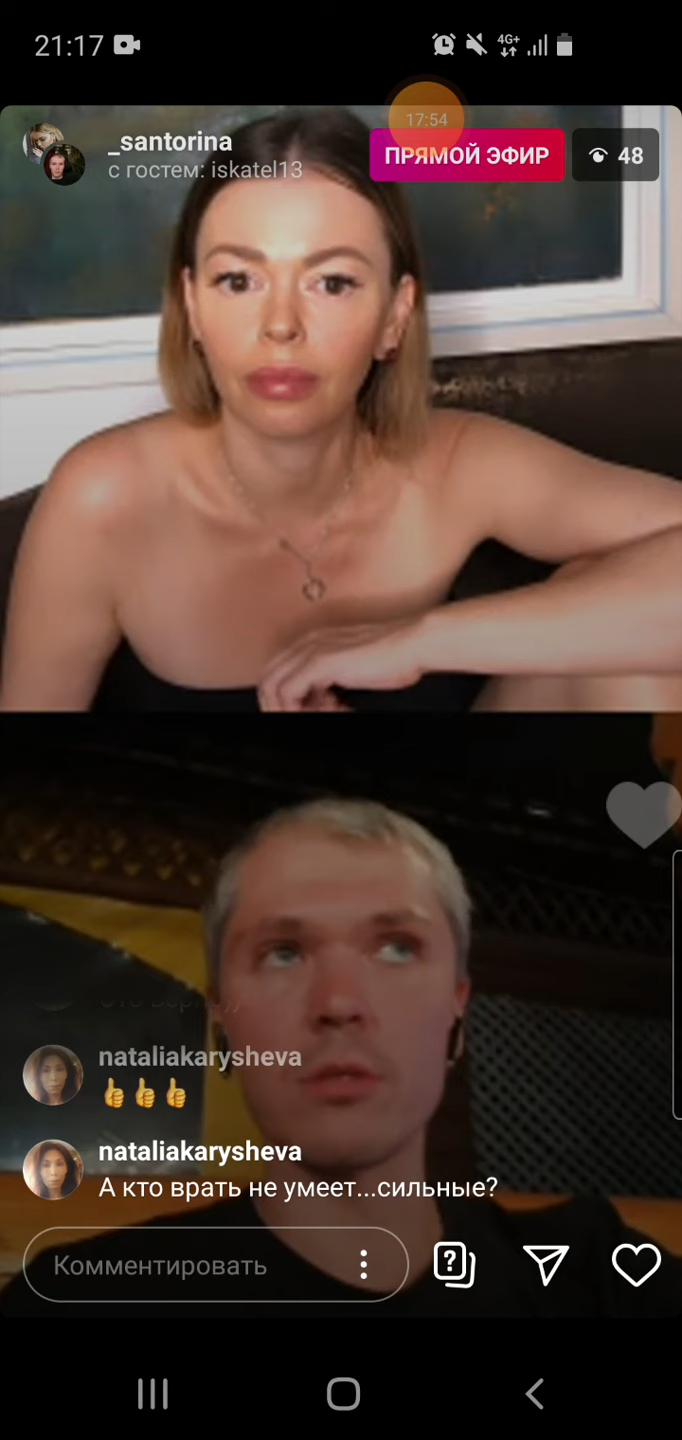 21:17
4G+
17:54
_santorina
с гостем: iskatel13
ПРЯМОЙ ЭФИР
48
nataliakarysheva
👍👍👍
nataliakarysheva
А кто врать не умеет...сильные?
Комментировать